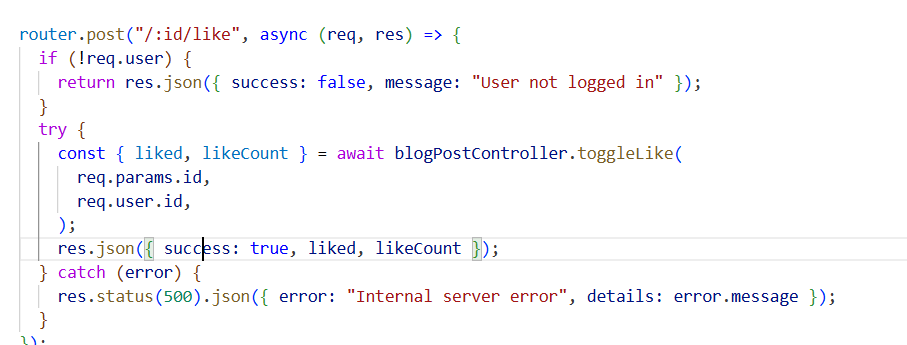 router.post("/:id/like", async (req, res) => {
  if (!req.user) {
    return res.json({ success: false, message: "User not logged in" });
  }
  try {
    const { liked, likeCount } = await blogPostController.toggleLike(
      req.params.id,
      req.user.id,
    );
    res.json({ success: true, liked, likeCount });
  } catch (error) {
    res.status(500).json({ error: "Internal server error", details: error.message });
  }
});